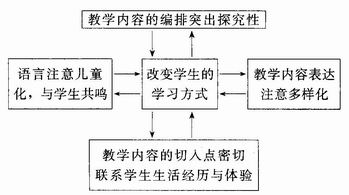 教学内容的编排突出探究性
语言注意儿童
化，与学生共鸣
改变学生的
学习方式
教学内容表达
注意多样化
教学内容的切入点密切
联系学生生活经历与体验